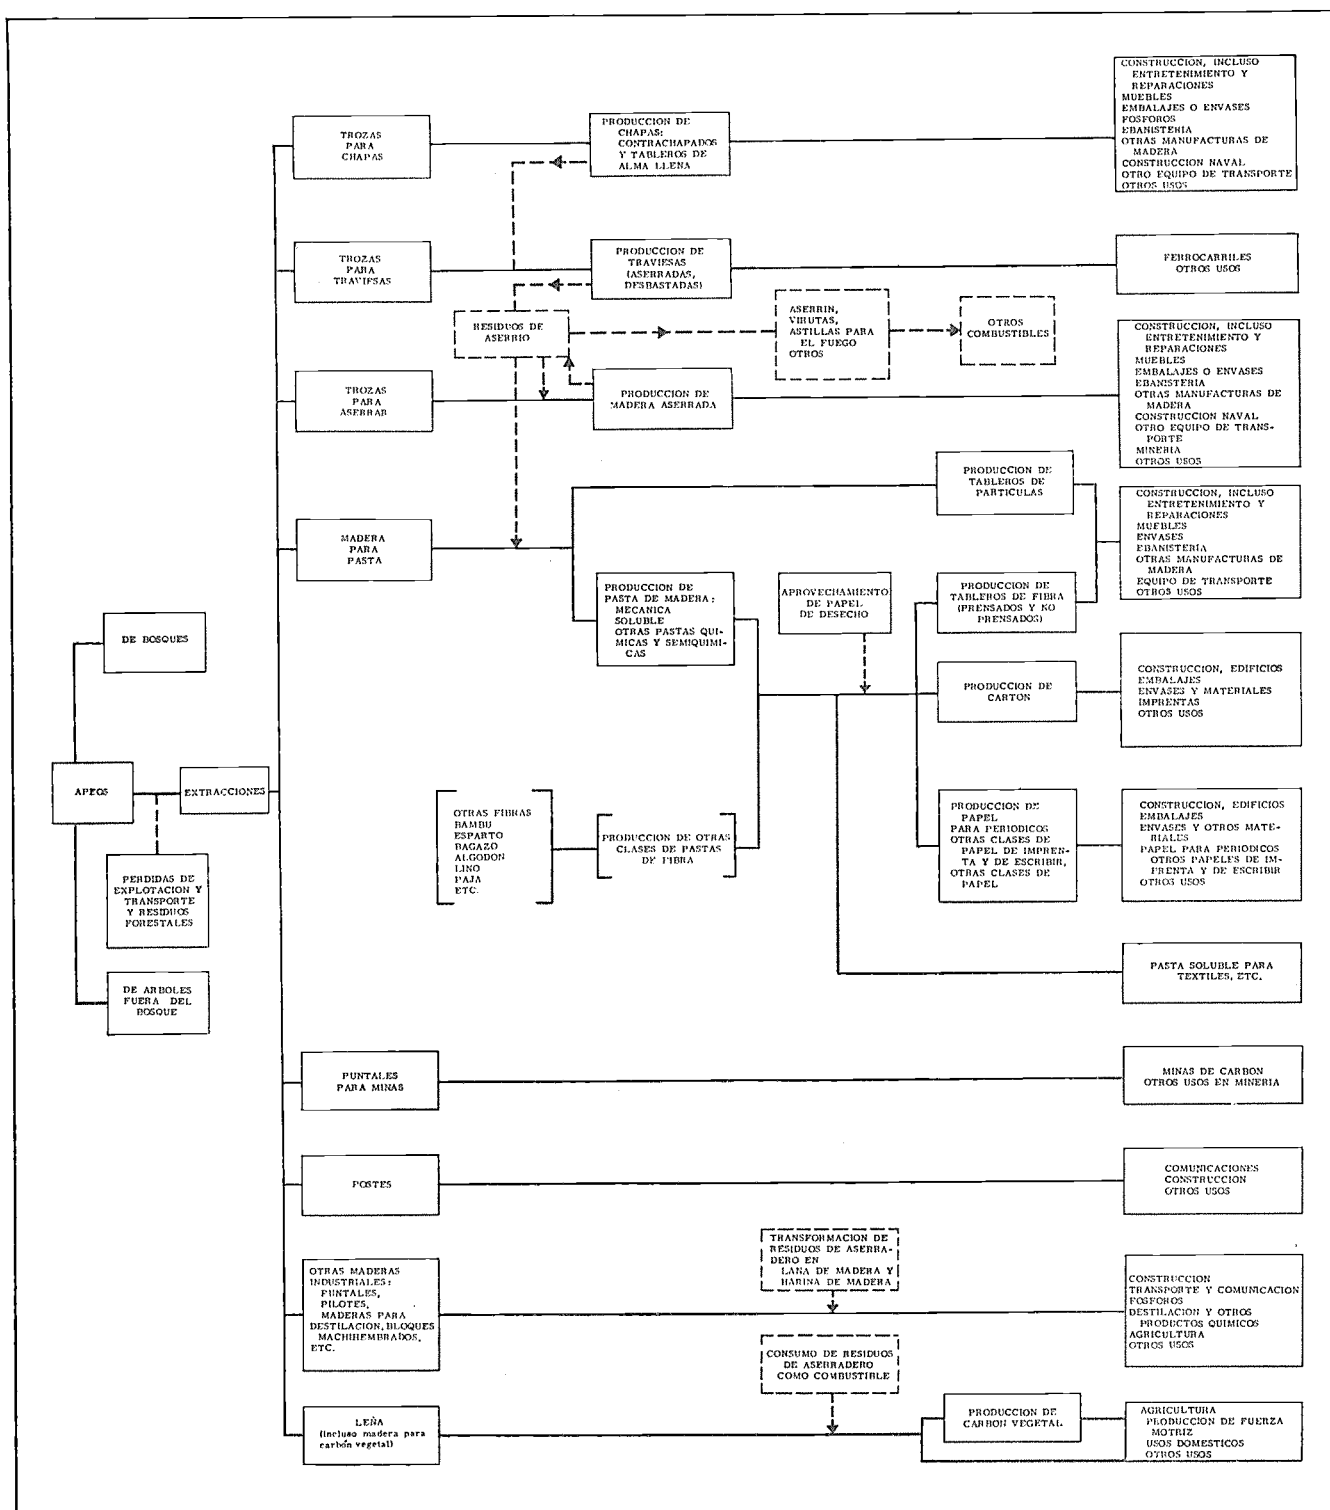 CONSTRUCCION, INCLUSO
ENTRETENIMIENTO Y
REPARACIONES
MUEBLES
EMBALAJES O ENVASES
FOSFOROS
EBANISTERIA
OTRAS MANUFACTURAS DE
MADERA
CONSTRUCCION NAVAL
OTRO EQUIPO DE TRANSPORTE
OTROS USOS
TROZAS
PARA
CHAPAS
PRODUCCION DE
CHAPAS:
CONTRACHAPADOS
Y TABLEROS DE
ALMA LLENA
TROZAS
PARA
TRAVIESAS
PRODUCCION DE
TRAVIESAS
(ASERRADAS,
DESBASTADAS)
FERROCARRILES
OTROS USOS
RESIDUOS DE
ASERRIO
ASERRIN,
VIRUTAS,
ASTILLAS PARA
EL FUEGO
OTROS
OTROS
COMBUSTIBLES
TROZAS
PARA
ASERRAR
PRODUCCION DE
MADERA ASERRADA
CONSTRUCCION, INCLUSO
ENTRETENIMIENTO Y
REPARACIONES
MUEBLES
EMBALAJES O ENVASES
EBANISTERIA
OTRAS MANUFACTURAS DE
MADERA
CONSTRUCCION NAVAL
OTRO EQUIPO DE TRANS-
PORTE
MINERIA
OTROS USOS
MADERA
PARA
PASTA
PRODUCCION DE
TABLEROS DE
PARTICULAS
PRODUCCION DE
PASTA DE MADERA:
MECANICA
SOLUBLE
OTRAS PASTAS QUI-
MICAS Y SEMIQUIMI-
CAS
APROVECHAMIENTO
DE PAPEL
DE DESECHO
PRODUCCION DE
TABLEROS DE FIBRA
(PRENSADOS Y NO
PRENSADOS)
CONSTRUCCION, INCLUSO
ENTRETENIMIENTO Y
REPARACIONES
MUEBLES
ENVASES
EBANISTERIA
OTRAS MANUFACTURAS DE
MADERA
EQUIPO DE TRANSPORTE
OTROS USOS
DE BOSQUES
PRODUCCION DE
CARTON
CONSTRUCCION, EDIFICIOS
EMBALAJES
ENVASES Y MATERIALES
IMPRENTAS
OTROS USOS
APEOS
EXTRACCIONES
PERDIDAS DE
EXPLOTACION Y
TRANSPORTE
Y RESIDUOS
FORESTALES
DE ARBOLES
FUERA DEL
BOSQUE
OTRAS FIBRAS
BAMBU
ESPARTO
BAGAZO
ALGODON
LINO
PAJA
ETC.
PRODUCCION DE OTRAS
CLASES DE PASTAS
DE FIBRA
PRODUCCION DE
PAPEL
PARA PERIODICOS
OTRAS CLASES DE
PAPEL DE IMPREN-
TA Y DE ESCRIBIR,
OTRAS CLASES DE
PAPEL
CONSTRUCCION, EDIFICIOS
EMBALAJES
ENVASES Y OTROS MATE-
RIALES
PAPEL PARA PERIODICOS
OTROS PAPELES DE IM-
PRENTA Y DE ESCRIBIR
OTROS USOS
PASTA SOLUBLE PARA
TEXTILES, ETC.
PUNTALES
PARA MINAS
MINAS DE CARBON
OTROS USOS EN MINERIA
POSTES
COMUNICACIONES
CONSTRUCCION
OTROS USOS
OTRAS MADERAS
INDUSTRIALES:
PUNTALES,
PILOTES,
MADERAS PARA
DESTILACION, BLOQUES
MACHIHEMBRADOS,
ETC.
TRANSFORMACION DE
RESIDUOS DE ASERRA-
DERO EN
LANA DE MADERA Y
HARINA DE MADERA
CONSTRUCCION
TRANSPORTE Y COMUNICACION
FOSFOROS
DESTILACION Y OTROS
PRODUCTOS QUIMICOS
AGRICULTURA
OTROS USOS
CONSUMO DE RESIDUOS
DE ASERRADERO
COMO COMBUSTIBLE
LEÑA
(incluso madera para
carbón vegetal)
PRODUCCION DE
CARBON VEGETAL
AGRICULTURA
PRODUCCION DE FUERZA
MOTRIZ
USOS DOMESTICOS
OTROS USOS